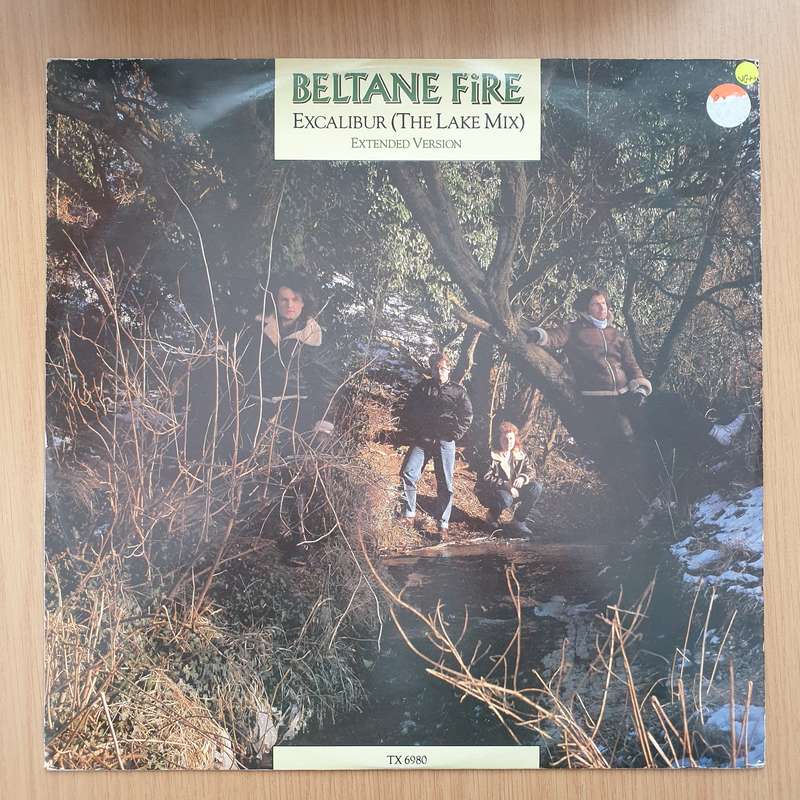 BELTANE FiRE
EXCALIBUR (THE LAKE MIX)
EXTENDED VERSION
TX 6980